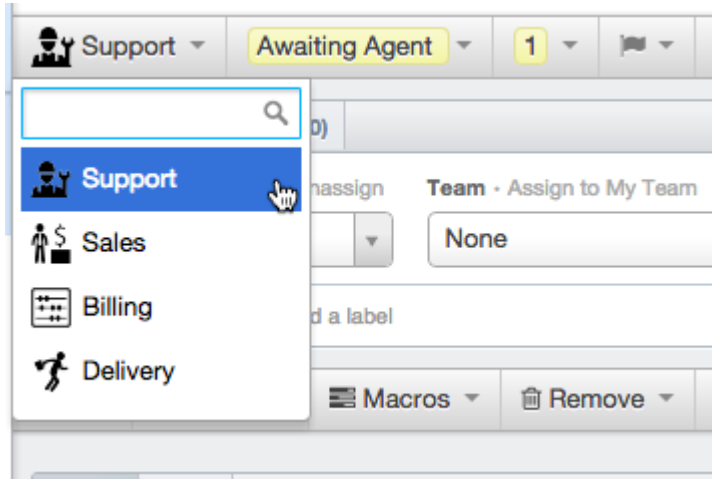 Support
Awaiting Agent
1
0)
Support
nassign
Team · Assign to My Team
Sales
None
Billing
d a label
Delivery
Macros
Remove